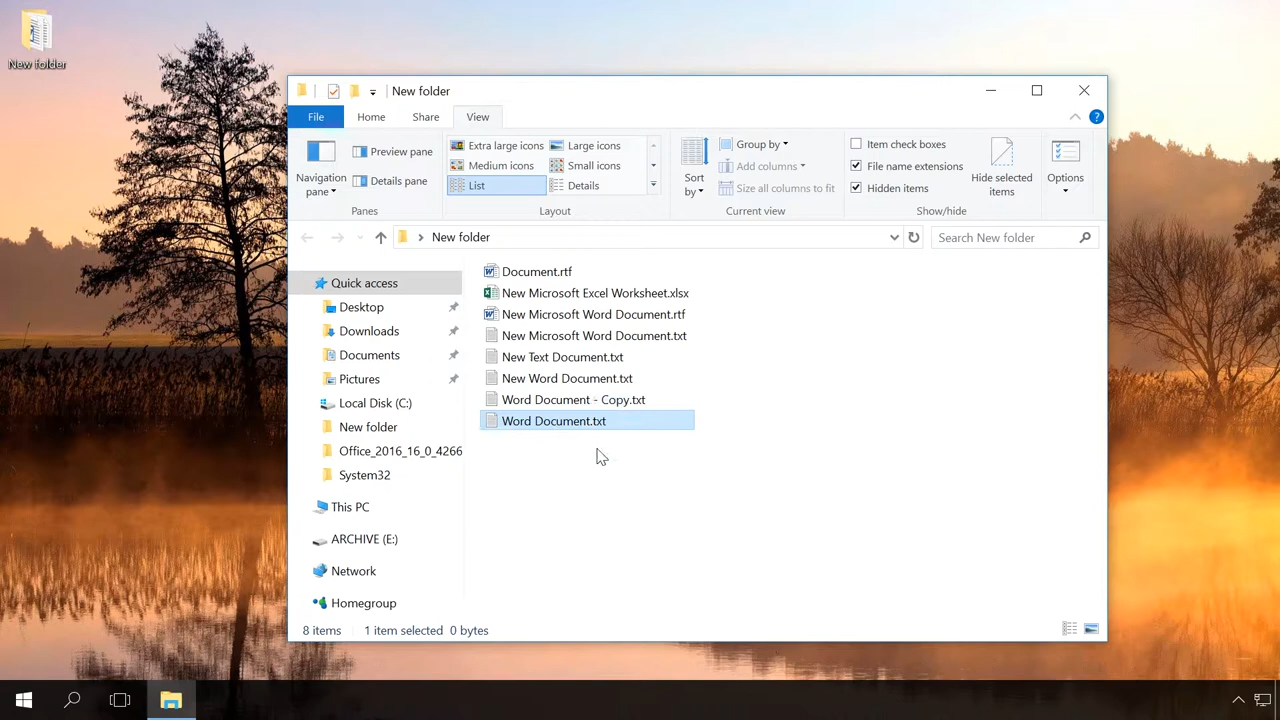 New folder
New folder
File
Home
Share
View
Navigation pane
Preview pane
Details pane
Panes
Extra large icons
Large icons
Medium icons
Small icons
List
Details
Layout
Sort by
Group by
Add columns
Size all columns to fit
Current view
Item check boxes
File name extensions
Hidden items
Hide selected items
Show/hide
Options
New folder
Search New folder
Quick access
Desktop
Downloads
Documents
Pictures
Local Disk (C:)
New folder
Office_2016_16_0_4266
System32
This PC
ARCHIVE (E:)
Network
Homegroup
Document.rtf
New Microsoft Excel Worksheet.xlsx
New Microsoft Word Document.rtf
New Microsoft Word Document.txt
New Text Document.txt
New Word Document.txt
Word Document - Copy.txt
Word Document.txt
8 items
1 item selected 0 bytes